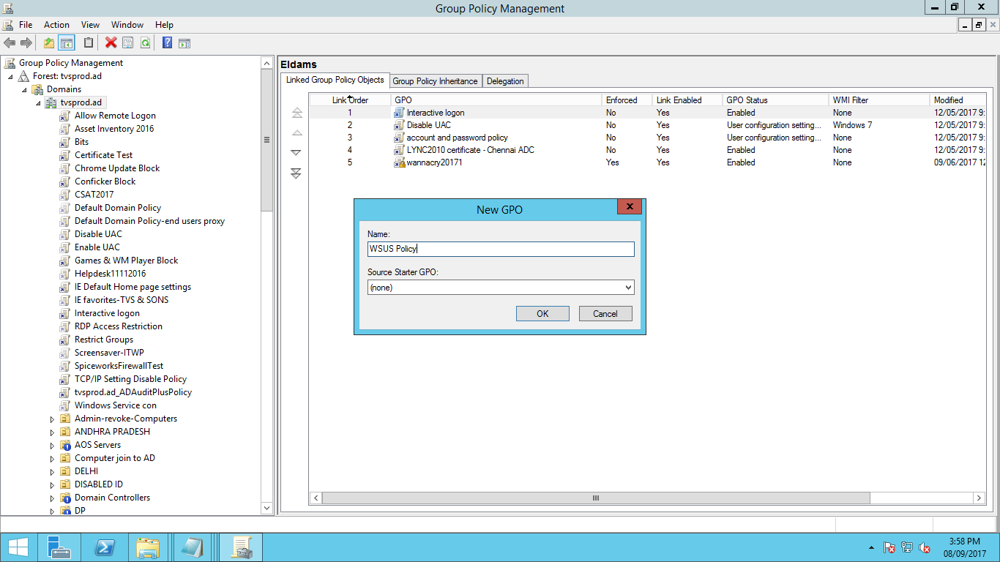 Group Policy Management
File Action View Window Help
Group Policy Management
Forest: tvsprod.ad
Domains
tvsprod.ad
Allow Remote Logon
Asset Inventory 2016
Bits
Certificate Test
Chrome Update Block
Conficker Block
CSAT2017
Default Domain Policy
Default Domain Policy-end users proxy
Disable UAC
Enable UAC
Games & WM Player Block
Helpdesk11112016
IE Default Home page settings
IE favorites-TVS & SONS
Interactive logon
RDP Access Restriction
Restrict Groups
Screensaver-ITWP
SpiceworksFirewallTest
TCP/IP Setting Disable Policy
tvsprod.ad_ADAuditPlusPolicy
Windows Service con
Admin-revoke-Computers
ANDHRA PRADESH
AOS Servers
Computer join to AD
DELHI
DISABLED ID
Domain Controllers
DP
Eldams
Linked Group Policy Objects Group Policy Inheritance Delegation
Link Order GPO Enforced Link Enabled GPO Status WMI Filter Modified
1 Interactive logon No Yes Enabled None 12/05/2017 9:
2 Disable UAC No Yes User configuration setting... Windows 7 12/05/2017 9:
3 account and password policy No Yes User configuration setting... None 12/05/2017 9:
4 LYNC2010 certificate - Chennai ADC No Yes Enabled None 12/05/2017 9:
5 wannacry20171 Yes Yes Enabled None 09/06/2017 12
New GPO
Name:
WSUS Policy
Source Starter GPO:
(none)
OK Cancel
3:58 PM
08/09/2017